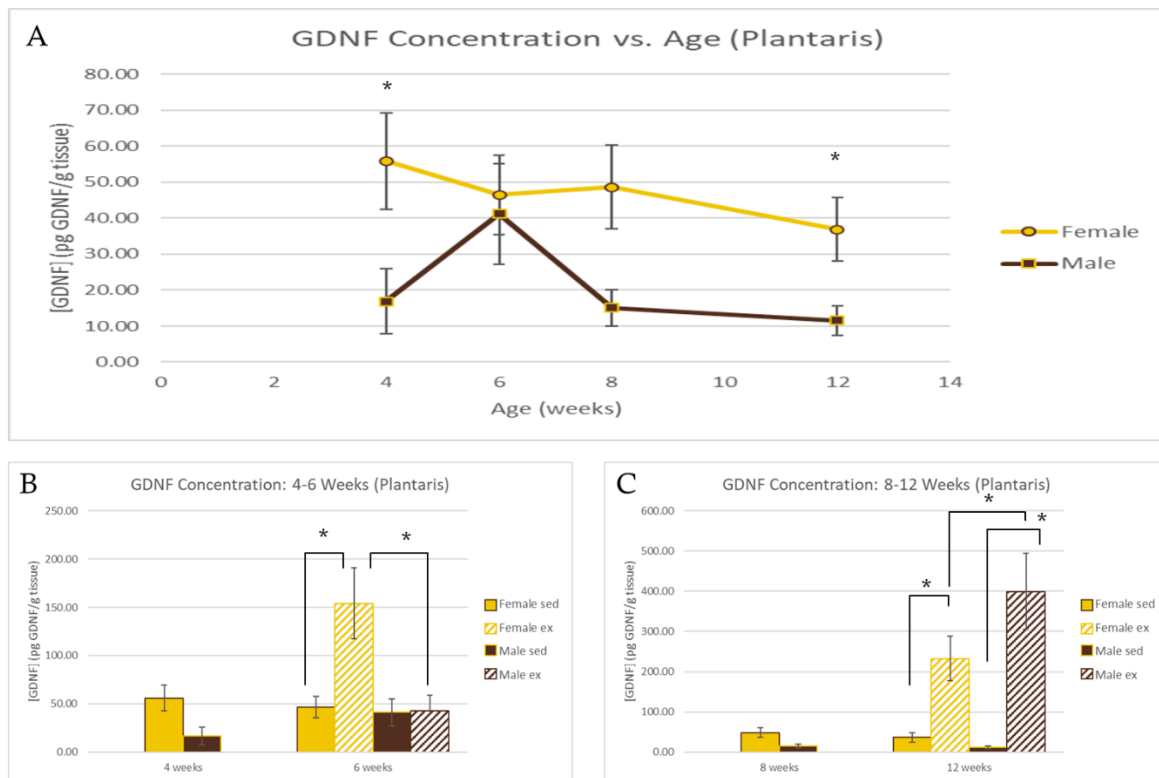 A
GDNF Concentration vs. Age (Plantaris)
80.00
70.00
60.00
50.00
40.00
30.00
20.00
10.00
0.00
[GDNF] (pg GDNF/g tissue)
*
*
0
2
4
6
8
10
12
14
Age (weeks)
Female
Male
B
GDNF Concentration: 4-6 Weeks (Plantaris)
250.00
200.00
150.00
100.00
50.00
0.00
[GDNF] (pg GDNF/g tissue)
*
*
4 weeks
6 weeks
Female sed
Female ex
Male sed
Male ex
C
GDNF Concentration: 8-12 Weeks (Plantaris)
600.00
500.00
400.00
300.00
200.00
100.00
0.00
[GDNF] (pg GDNF/g tissue)
*
*
*
8 weeks
12 weeks
Female sed
Female ex
Male sed
Male ex